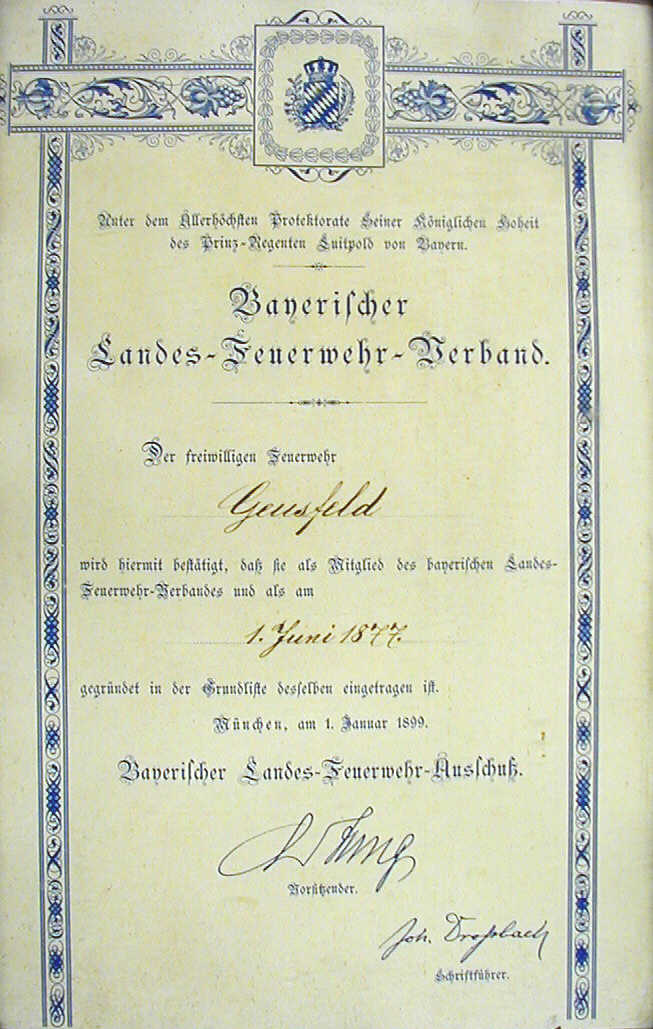 Unter dem Allerhöchsten Protektorate Seiner Königlichen Hoheit
des Prinz-Regenten Luitpold von Bayern.
Bayerischer
Landes-Feuerwehr-Verband.
Der freiwilligen Feuerwehr
Geusfeld
wird hiermit bestätigt, daß sie als Mitglied des bayerischen Landes-
Feuerwehr-Verbandes und als am
1. Juni 1877.
gegründet in der Grundliste desselben eingetragen ist.
München, am 1. Januar 1899.
Bayerischer Landes-Feuerwehr-Ausschuß.
Vorsitzender.
Joh. Droßbach
Schriftführer.